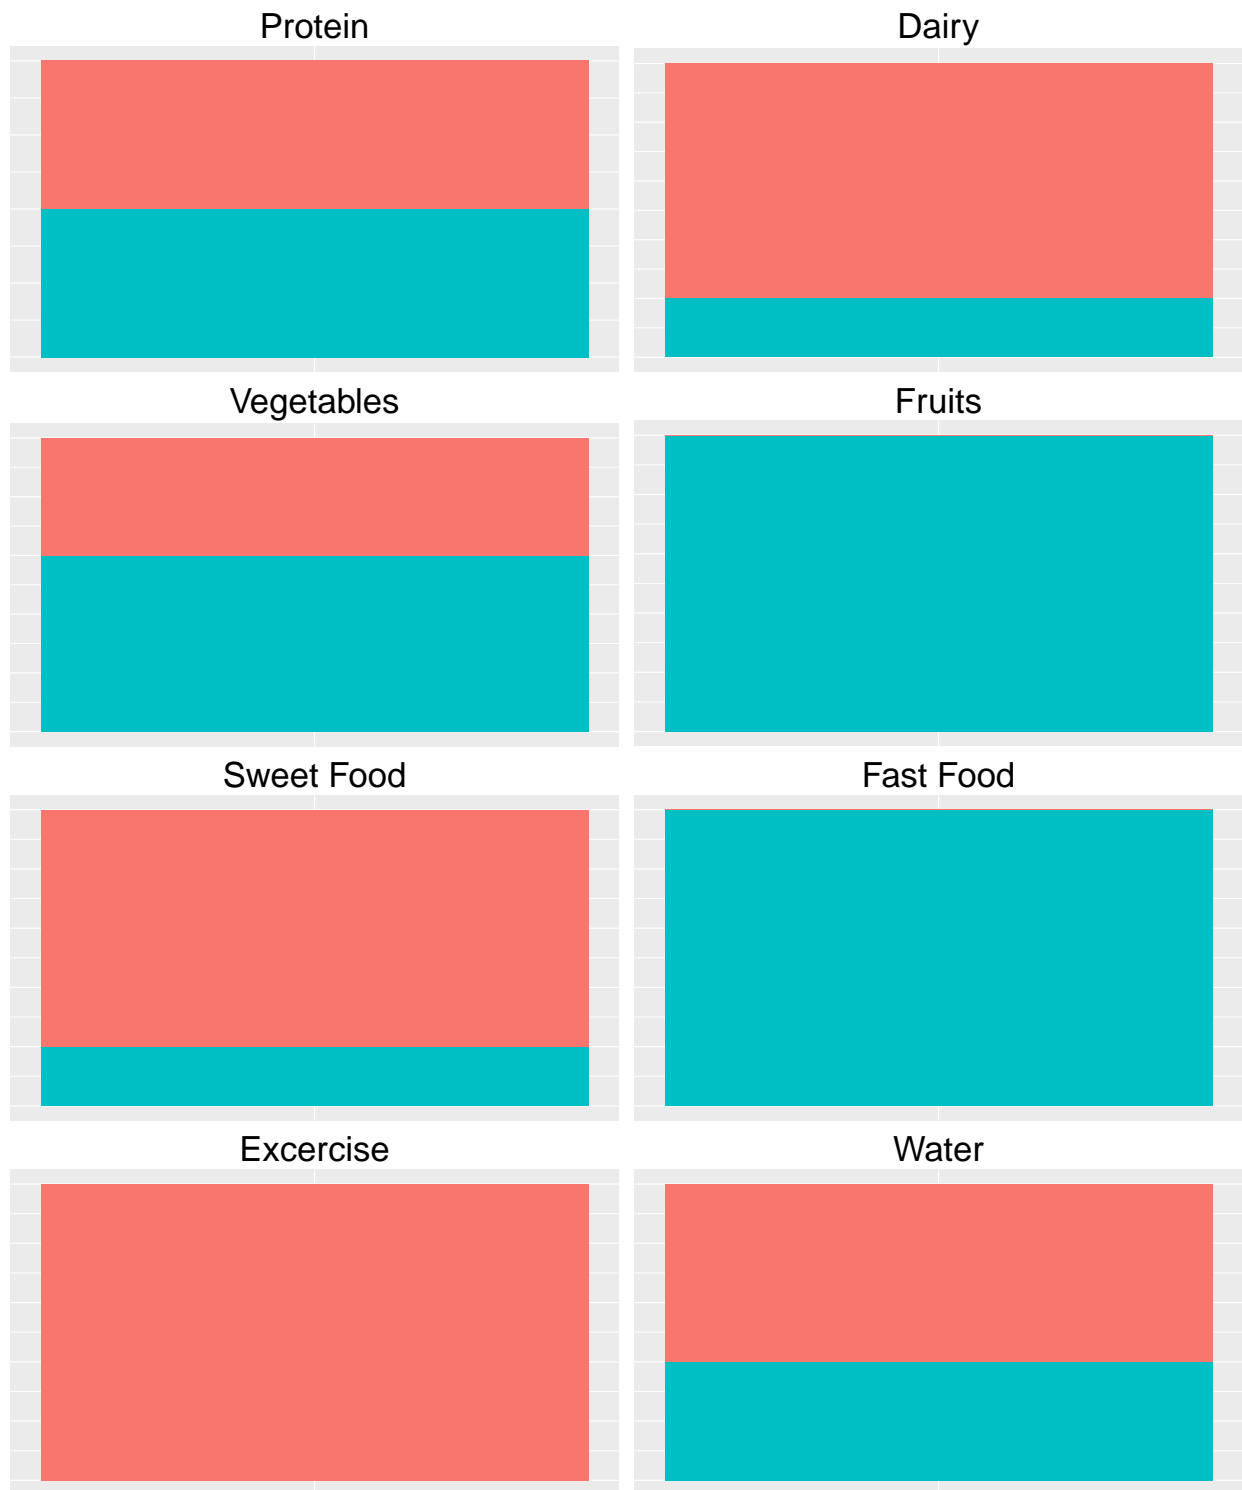 Protein
Dairy
Vegetables
Fruits
Sweet Food
Fast Food
Excercise
Water